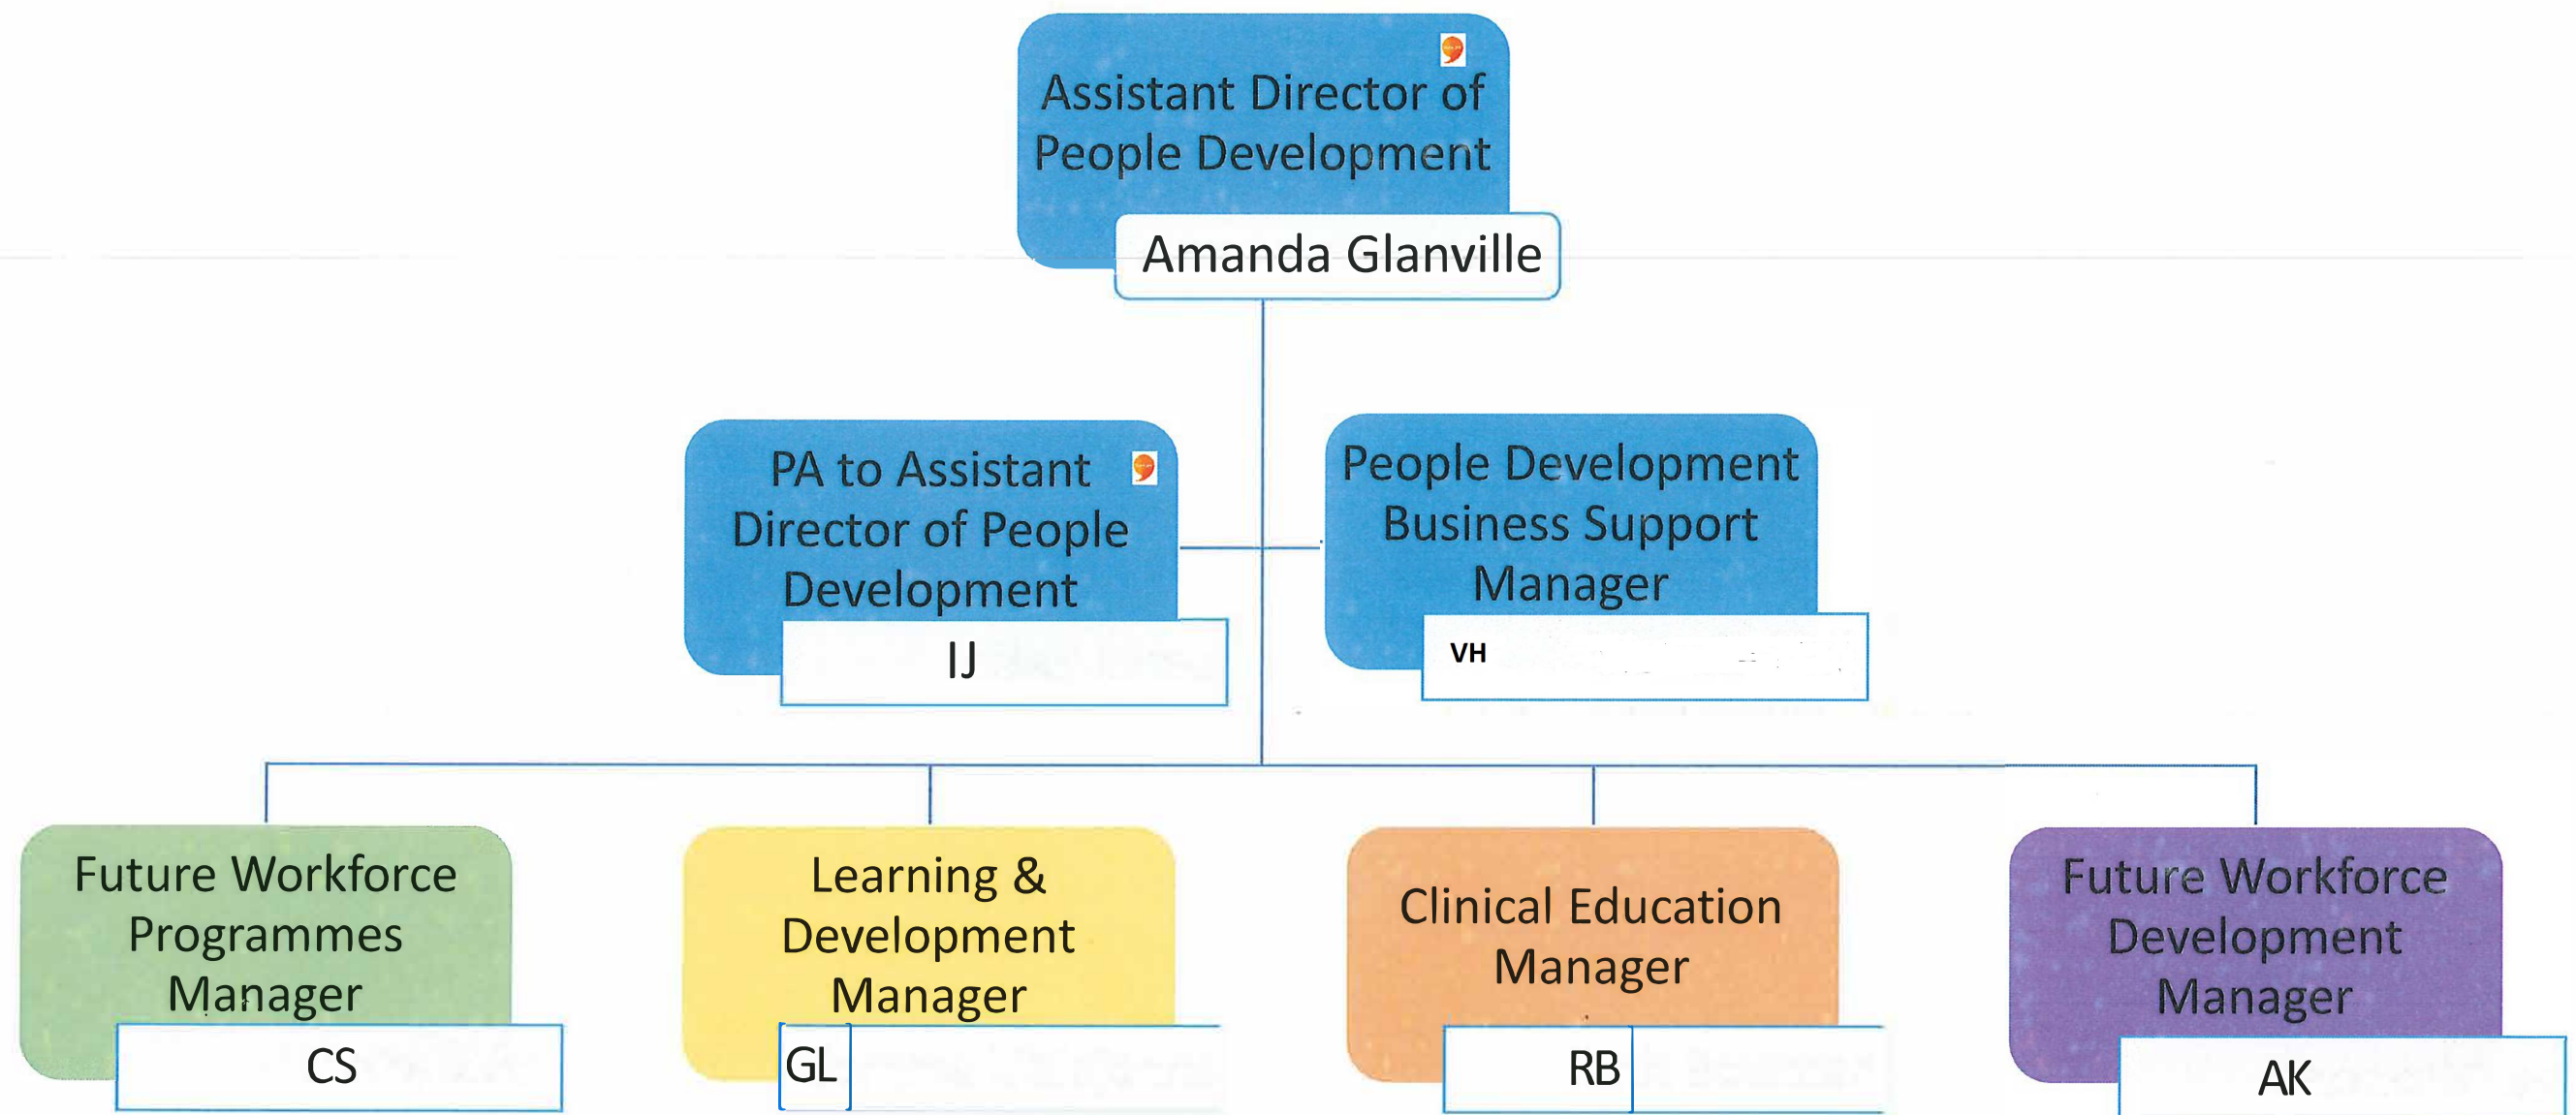 Assistant Director of
People Development
Amanda Glanville
PA to Assistant
Director of People
Development
IJ
People Development
Business Support
Manager
VH
Future Workforce
Programmes
Manager
CS
Learning &
Development
Manager
GL
Clinical Education
Manager
RB
Future Workforce
Development
Manager
AK